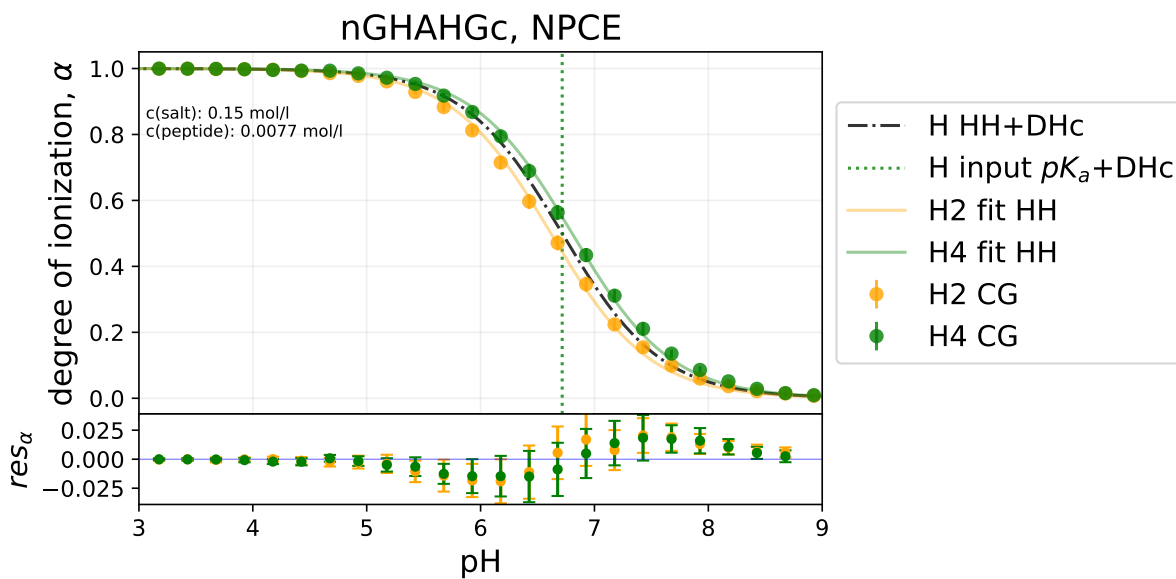 nGHAHGc, NPCE
degree of ionization, α
1.0
0.8
0.6
0.4
0.2
0.0
c(salt): 0.15 mol/l
c(peptide): 0.0077 mol/l
H HH+DHc
H input pKₐ+DHc
H2 fit HH
H4 fit HH
H2 CG
H4 CG
res_α
0.025
0.000
−0.025
3 4 5 6 7 8 9
pH